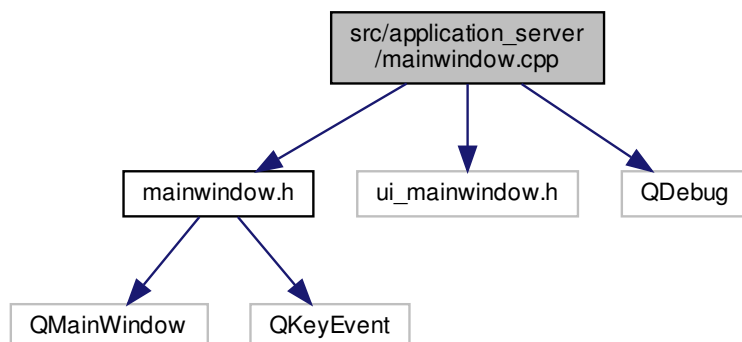 src/application_server
/mainwindow.cpp
mainwindow.h
ui_mainwindow.h
QDebug
QMainWindow
QKeyEvent